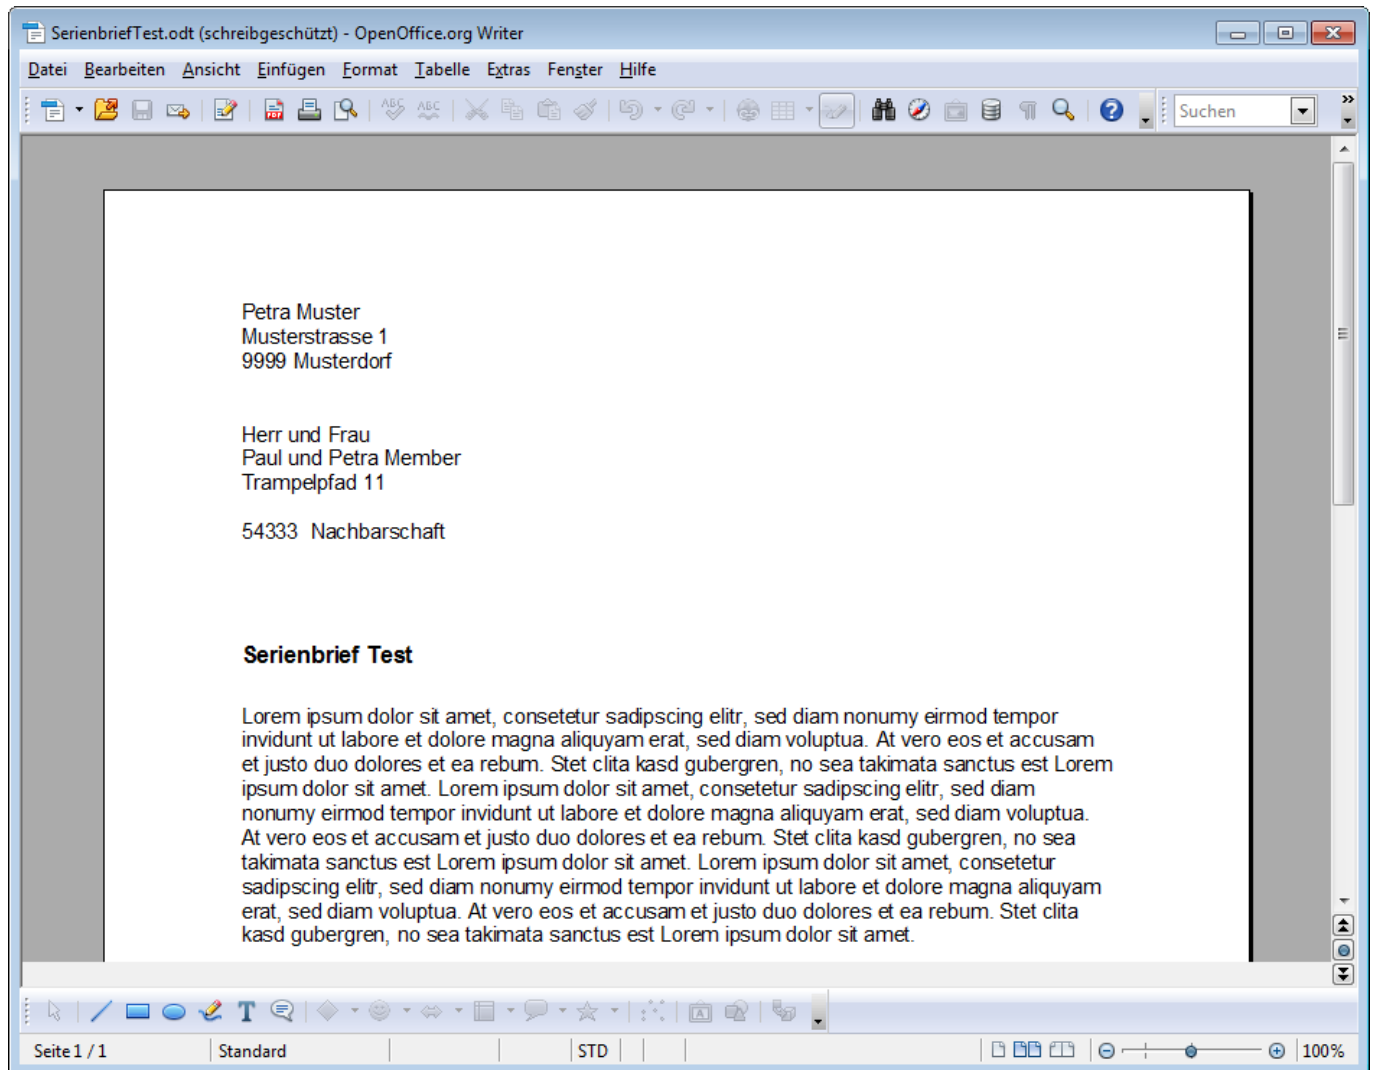 SerienbriefTest.odt (schreibgeschützt) - OpenOffice.org Writer
Datei Bearbeiten Ansicht Einfügen Format Tabelle Extras Fenster Hilfe
PDF ABC ABC Suchen
Petra Muster
Musterstrasse 1
9999 Musterdorf
Herr und Frau
Paul und Petra Member
Trampelpfad 11
54333 Nachbarschaft
Serienbrief Test
Lorem ipsum dolor sit amet, consetetur sadipscing elitr, sed diam nonumy eirmod tempor
invidunt ut labore et dolore magna aliquyam erat, sed diam voluptua. At vero eos et accusam
et justo duo dolores et ea rebum. Stet clita kasd gubergren, no sea takimata sanctus est Lorem
ipsum dolor sit amet. Lorem ipsum dolor sit amet, consetetur sadipscing elitr, sed diam
nonumy eirmod tempor invidunt ut labore et dolore magna aliquyam erat, sed diam voluptua.
At vero eos et accusam et justo duo dolores et ea rebum. Stet clita kasd gubergren, no sea
takimata sanctus est Lorem ipsum dolor sit amet. Lorem ipsum dolor sit amet, consetetur
sadipscing elitr, sed diam nonumy eirmod tempor invidunt ut labore et dolore magna aliquyam
erat, sed diam voluptua. At vero eos et accusam et justo duo dolores et ea rebum. Stet clita
kasd gubergren, no sea takimata sanctus est Lorem ipsum dolor sit amet.
Seite 1 / 1 Standard STD 100%